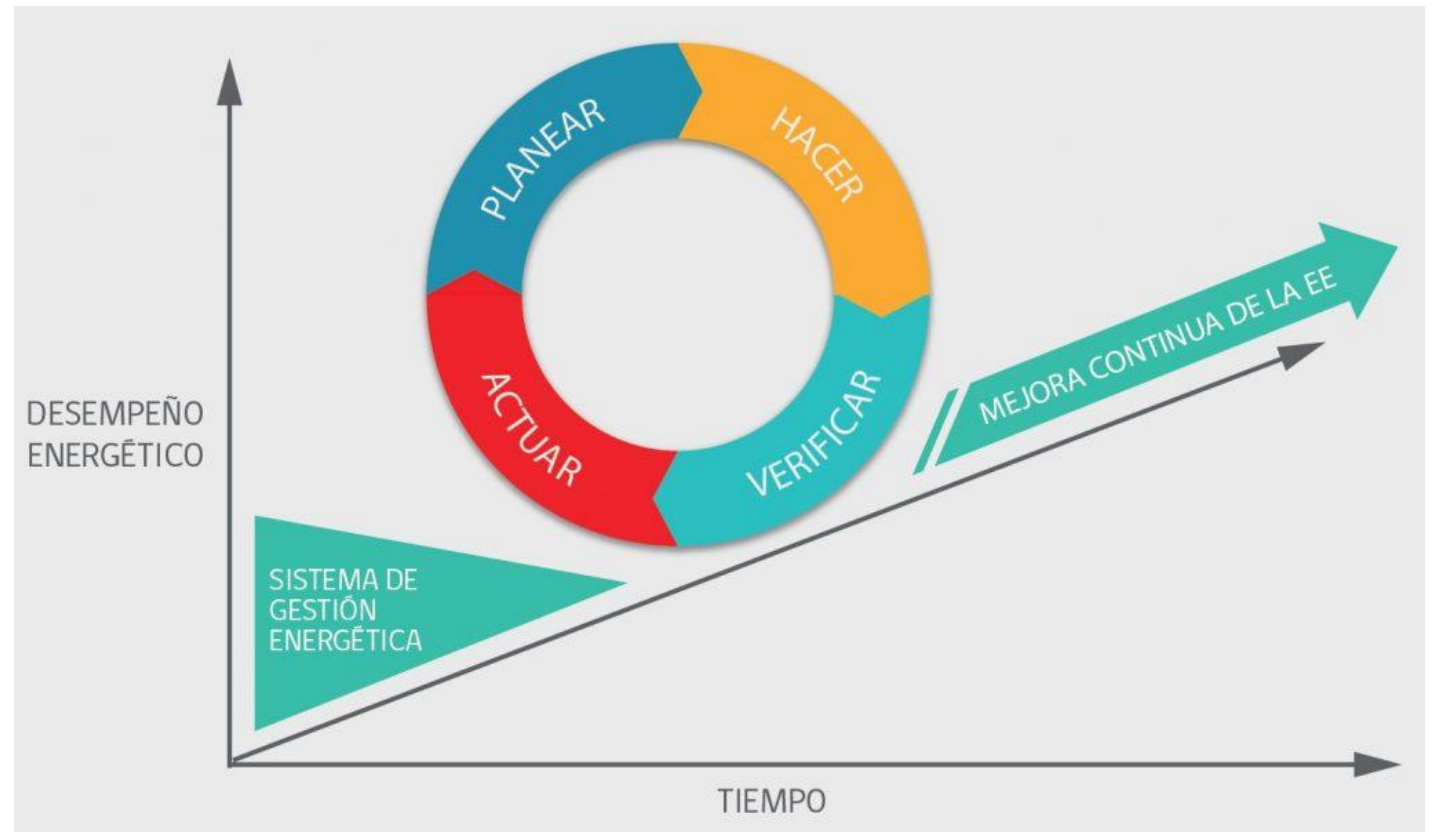 PLANEAR
HACER
VERIFICAR
ACTUAR
MEJORA CONTINUA DE LA EE
DESEMPEÑO
ENERGÉTICO
SISTEMA DE
GESTIÓN
ENERGÉTICA
TIEMPO